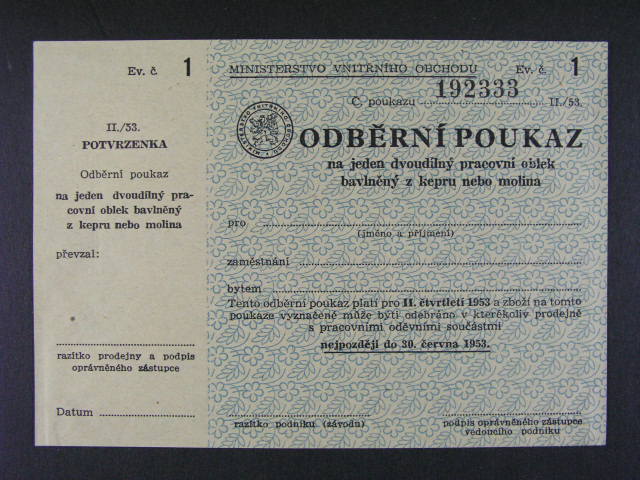 Ev. č. 1
II./53.
POTVRZENKA
Odběrní poukaz
na jeden dvoudilný pra-
covní oblek bavlněný
z kepru nebo molina
převzal:
razítko prodejny a podpis
oprávněného zástupce
Datum
MINISTERSTVO VNITRNÍHO OBCHODU Ev. č. 1
Č. poukazu 192333 II./53.
ODBĚRNÍ POUKAZ
na jeden dvoudilný pracovní oblek
bavlněný z kepru nebo molina
pro
(jméno a příjmení)
zaměstnání
bytem
Tento odběrní poukaz platí pro II. čtvrtletí 1953 a zboží na tomto
poukaze vyznačené může býti odebráno v kterékoliv prodejně
s pracovními oděvními součástmi
nejpozději do 30. června 1953.
razítko podniku (závodu)
podpis oprávněného zástupce
vedoucího podniku